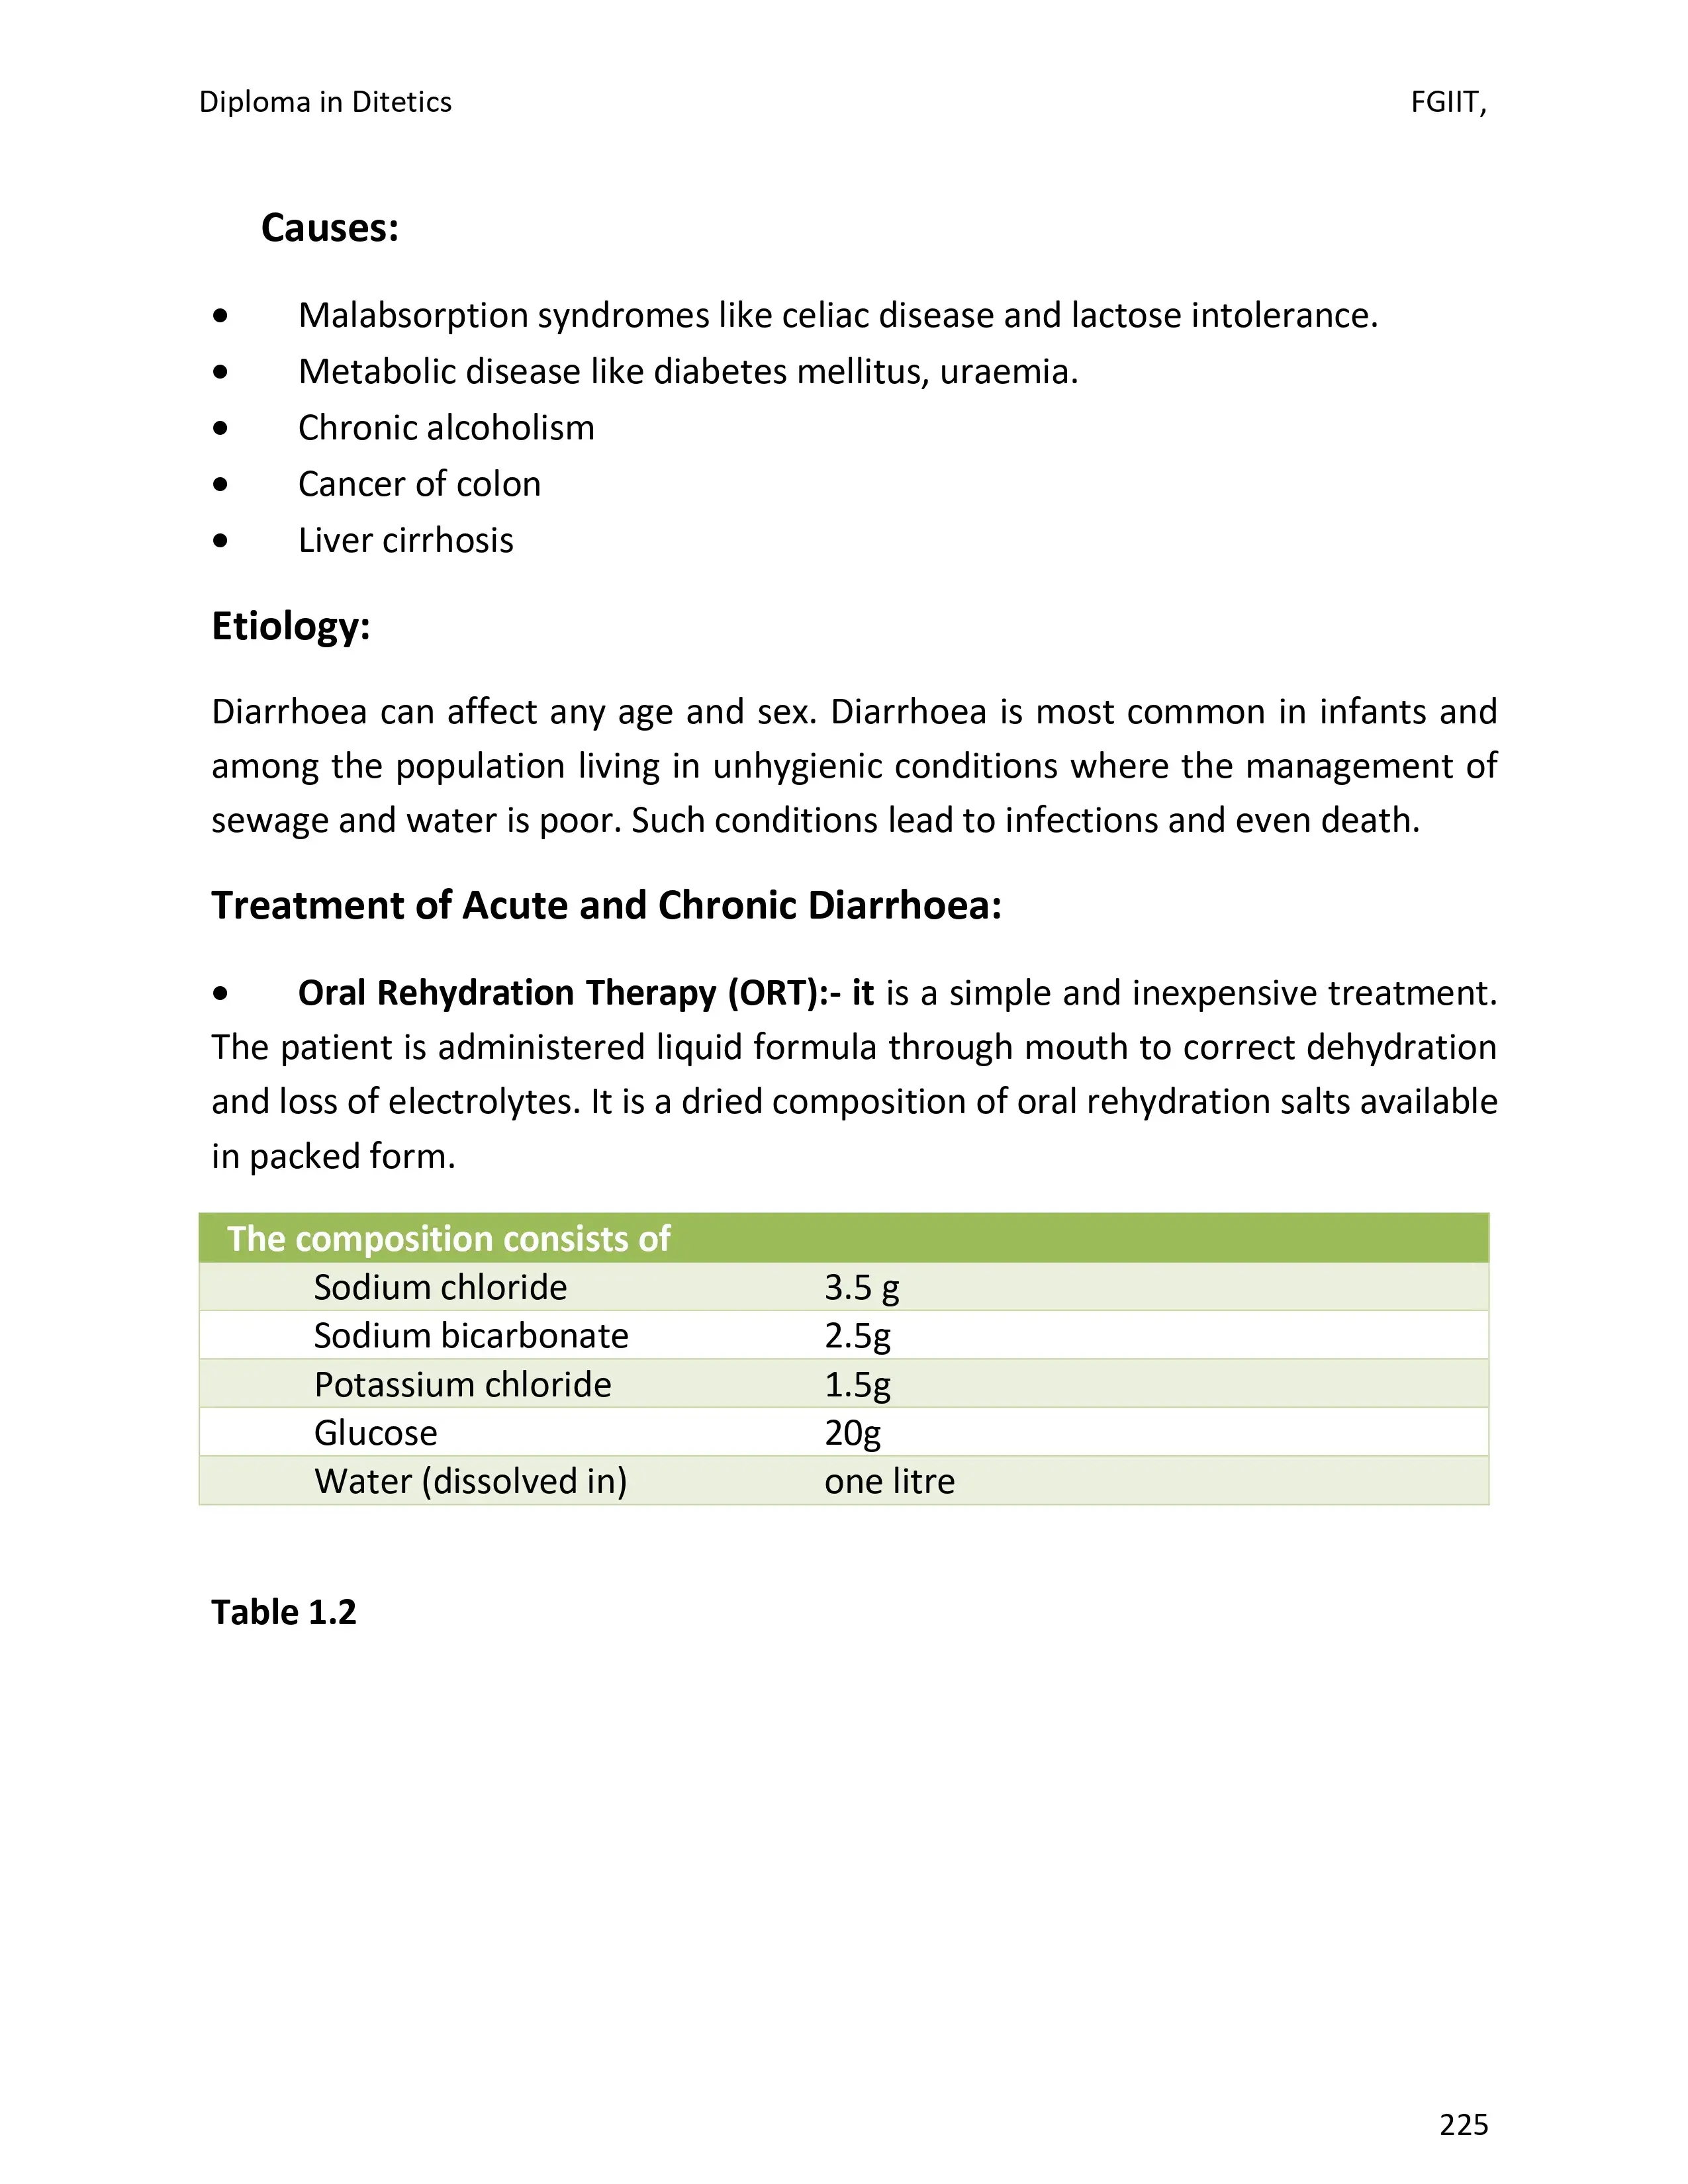 Diploma in Ditetics FGIIT,
Causes:
• Malabsorption syndromes like celiac disease and lactose intolerance.
• Metabolic disease like diabetes mellitus, uraemia.
• Chronic alcoholism
• Cancer of colon
• Liver cirrhosis
Etiology:
Diarrhoea can affect any age and sex. Diarrhoea is most common in infants and
among the population living in unhygienic conditions where the management of
sewage and water is poor. Such conditions lead to infections and even death.
Treatment of Acute and Chronic Diarrhoea:
• Oral Rehydration Therapy (ORT):- it is a simple and inexpensive treatment.
The patient is administered liquid formula through mouth to correct dehydration
and loss of electrolytes. It is a dried composition of oral rehydration salts available
in packed form.
The composition consists of
Sodium chloride 3.5 g
Sodium bicarbonate 2.5g
Potassium chloride 1.5g
Glucose 20g
Water (dissolved in) one litre
Table 1.2
225